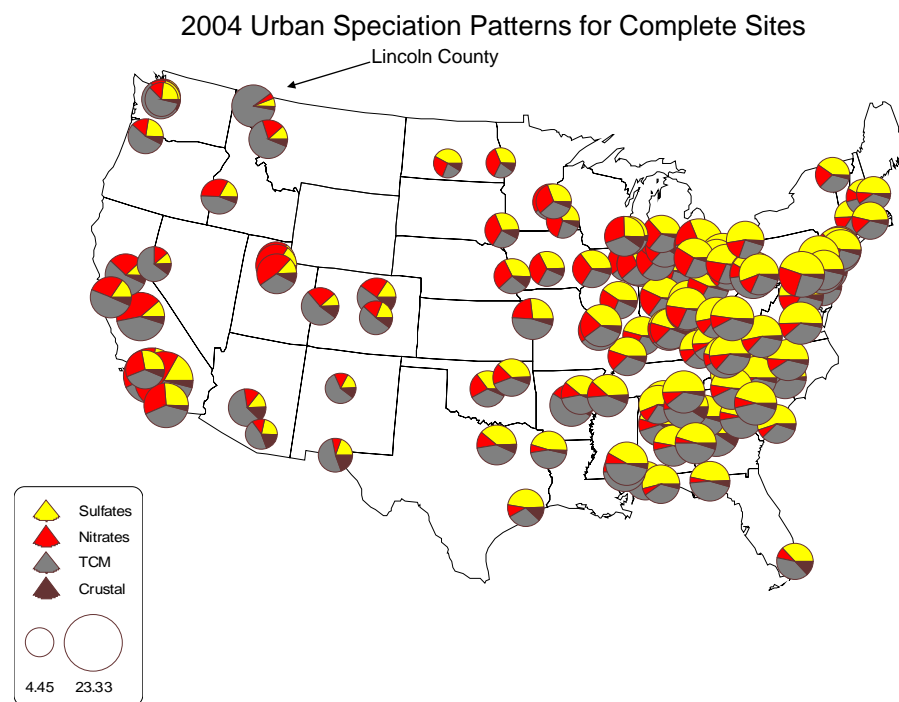 2004 Urban Speciation Patterns for Complete Sites
Lincoln County
Sulfates
Nitrates
TCM
Crustal
4.45 23.33